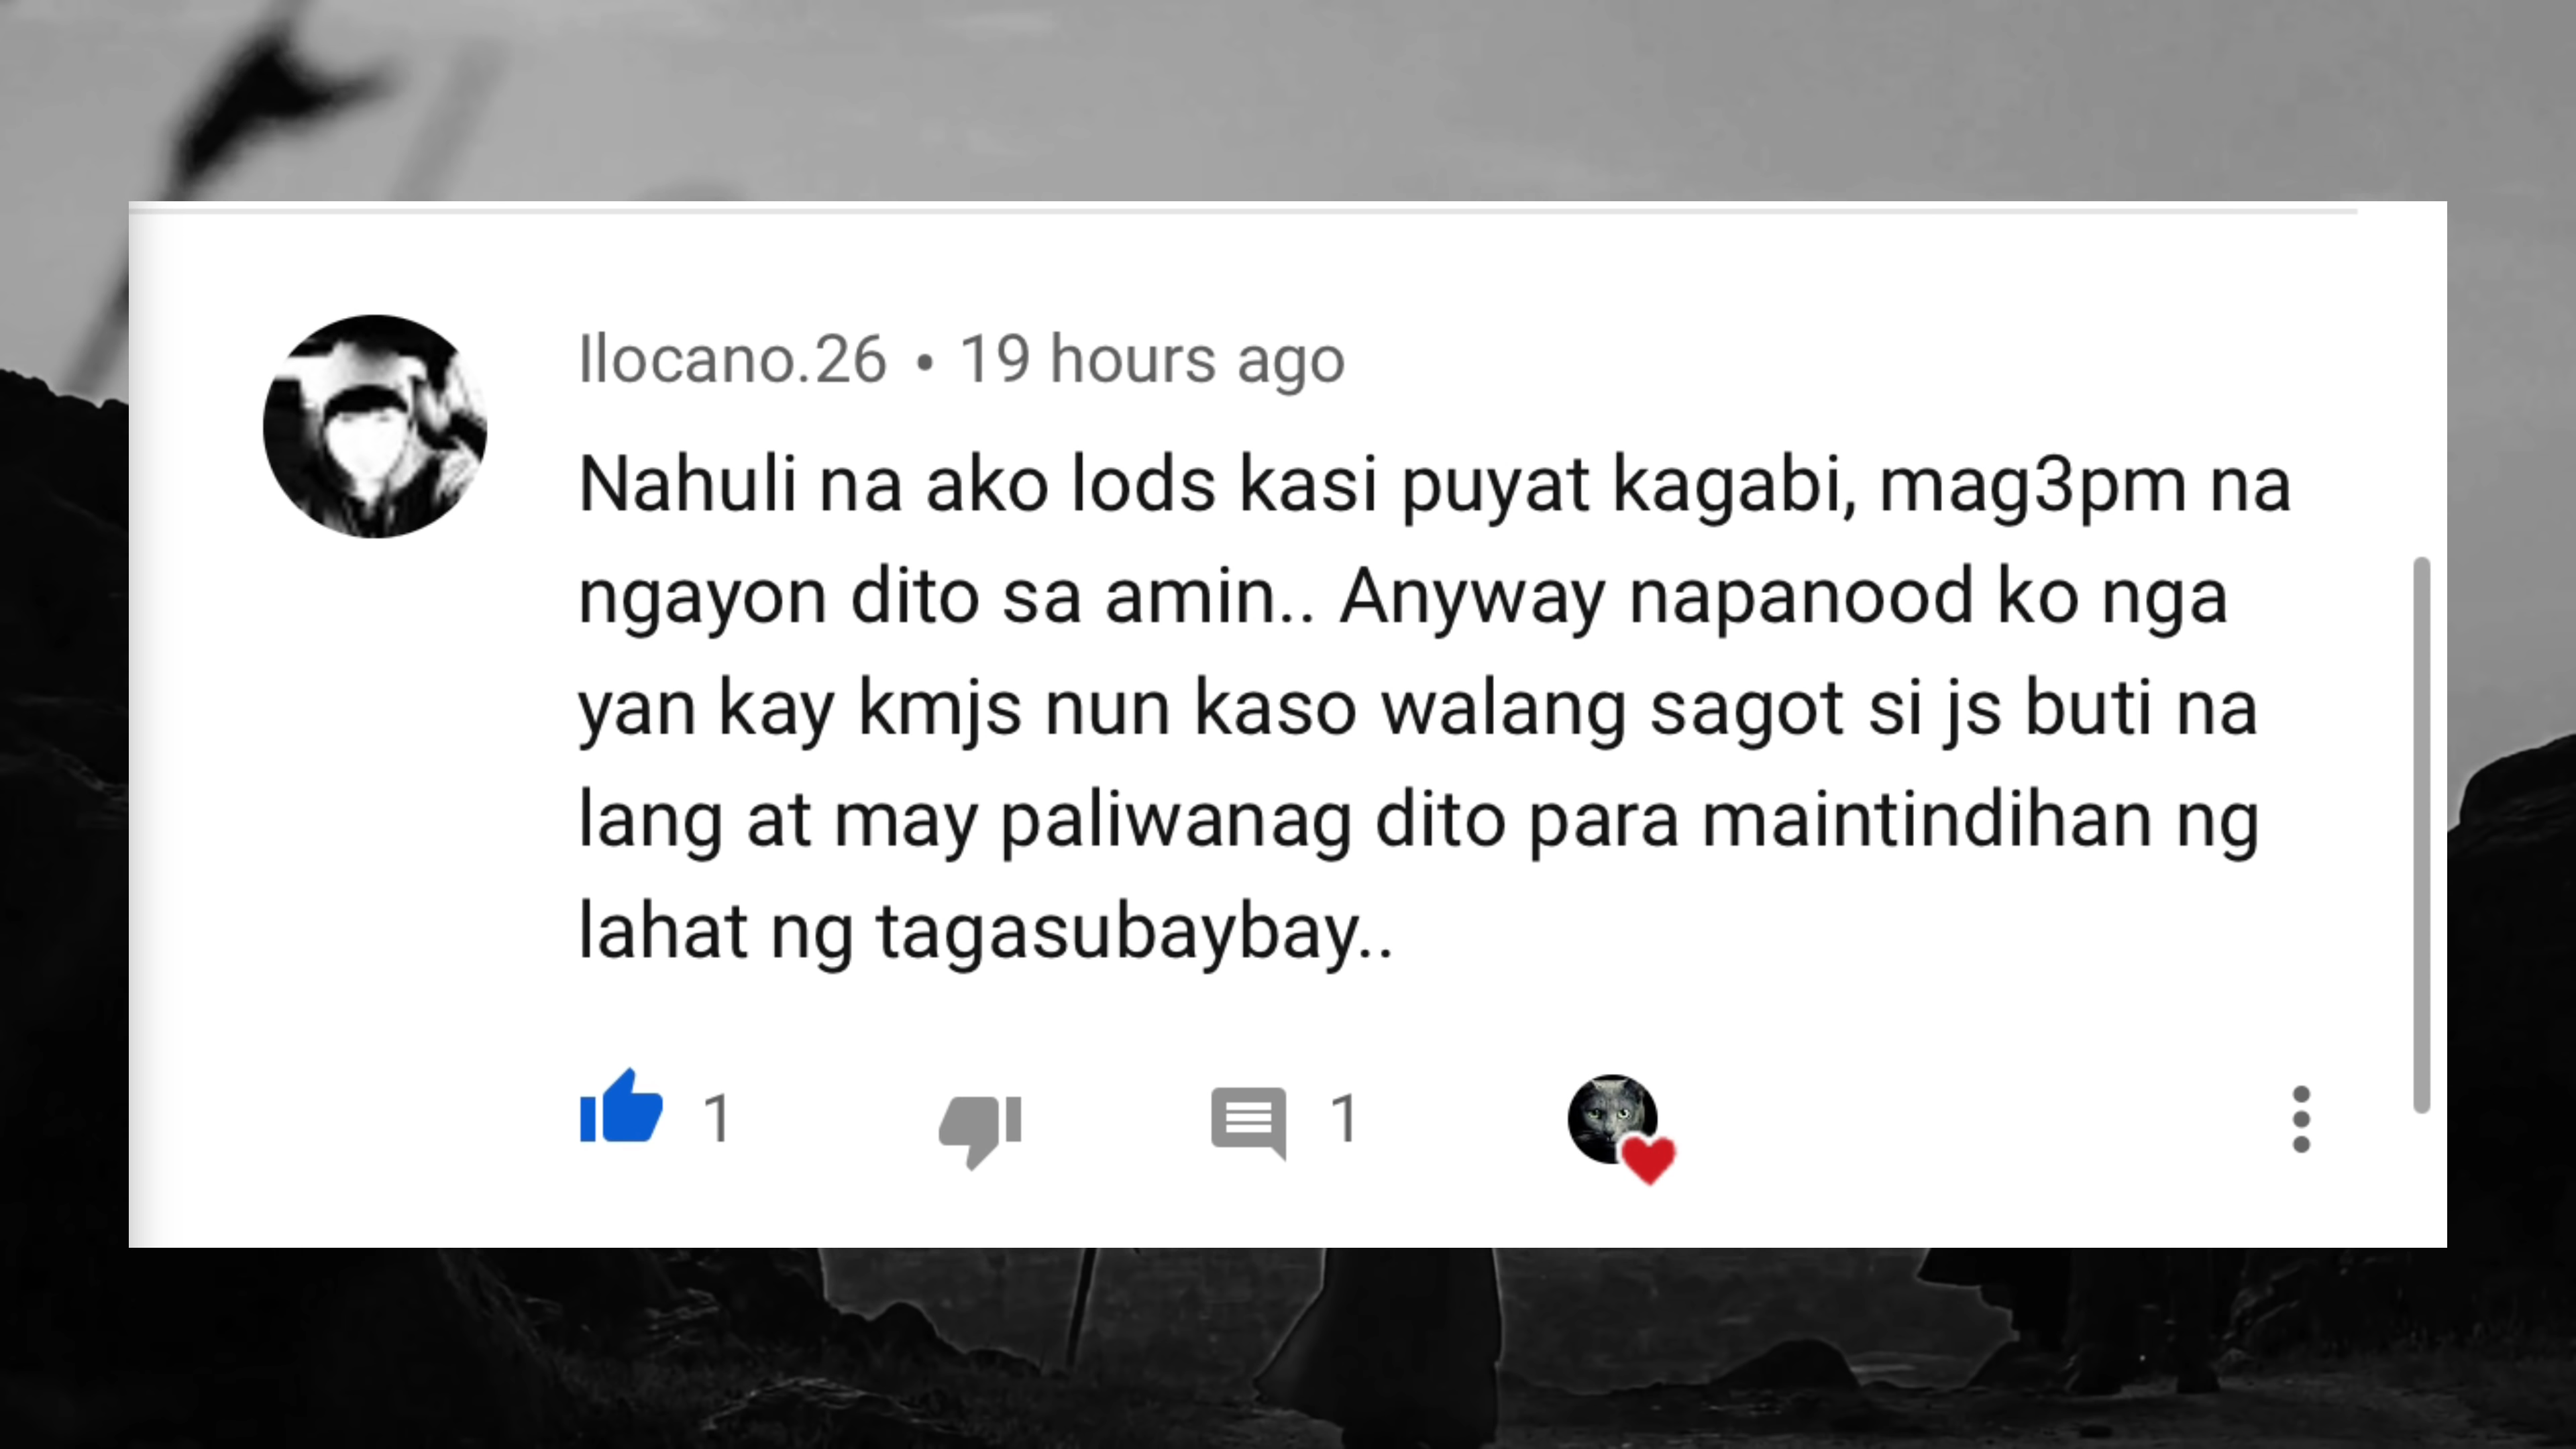 Ilocano.26 • 19 hours ago
Nahuli na ako lods kasi puyat kagabi, mag3pm na
ngayon dito sa amin.. Anyway napanood ko nga
yan kay kmjs nun kaso walang sagot si js buti na
lang at may paliwanag dito para maintindihan ng
lahat ng tagasubaybay..
1 1